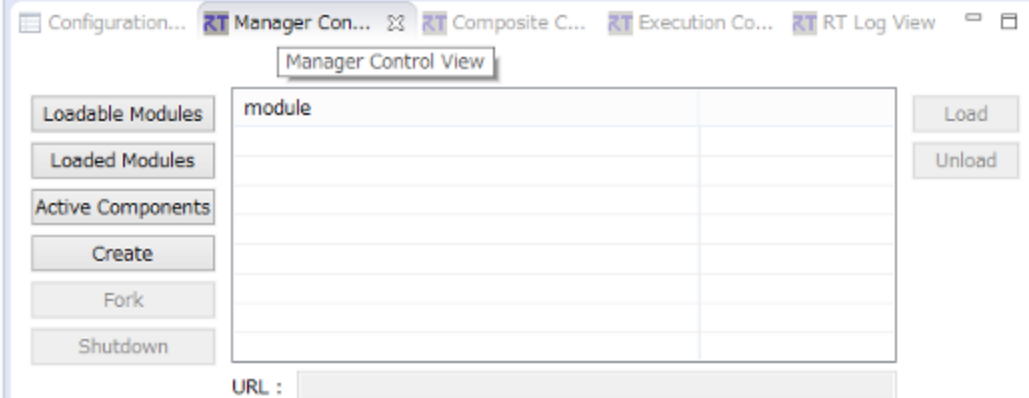 Configuration... RT Manager Con... RT Composite C... RT Execution Co... RT RT Log View
Manager Control View
Loadable Modules module Load
Loaded Modules Unload
Active Components
Create
Fork
Shutdown
URL :